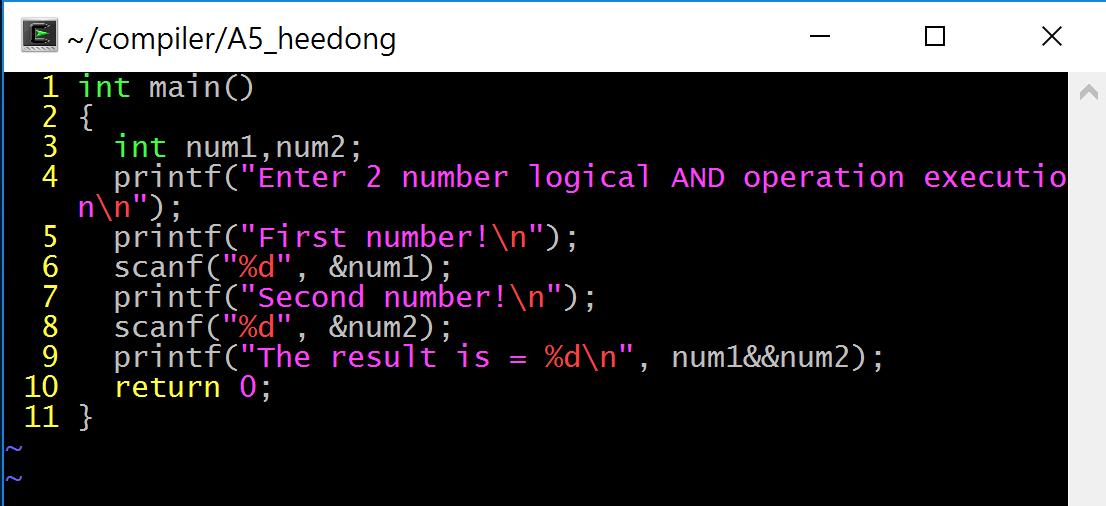 ~/compiler/A5_heedong
1 int main()
2 {
3   int num1,num2;
4   printf("Enter 2 number logical AND operation executio
n\n");
5   printf("First number!\n");
6   scanf("%d", &num1);
7   printf("Second number!\n");
8   scanf("%d", &num2);
9   printf("The result is = %d\n", num1&&num2);
10   return 0;
11 }
~
~